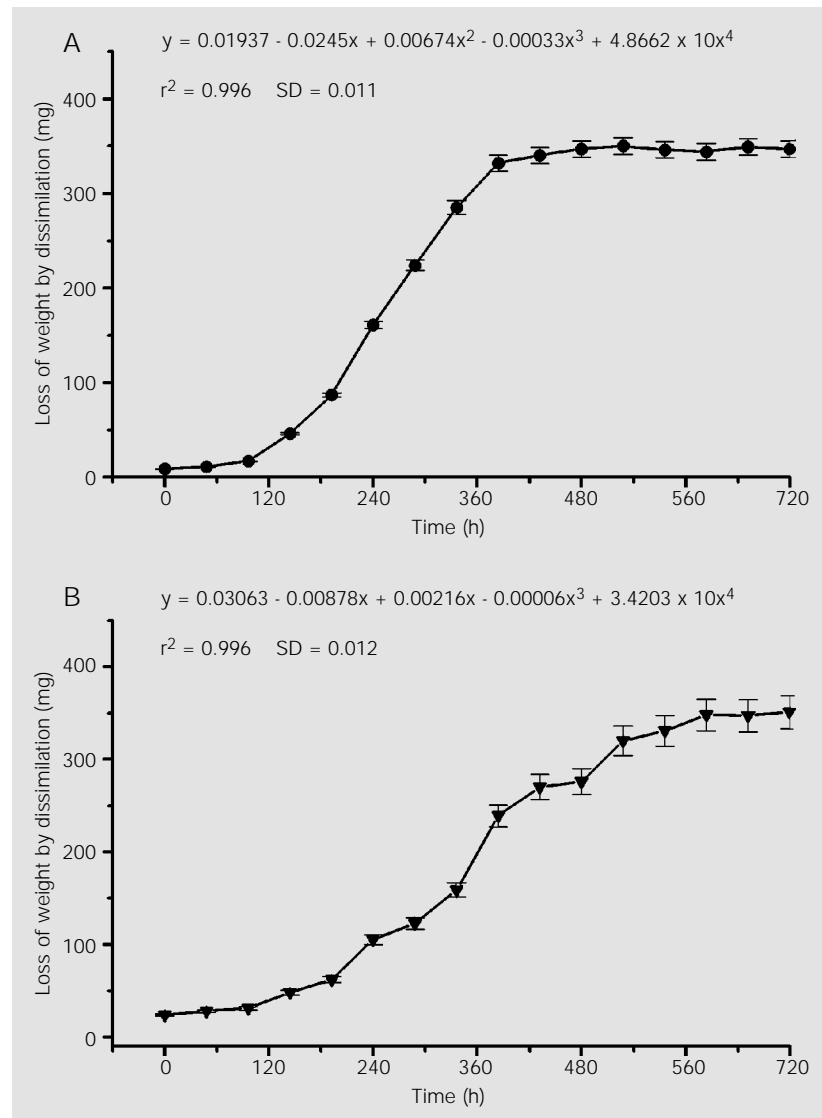 A
y = 0.01937 - 0.0245x + 0.00674x² - 0.00033x³ + 4.8662 x 10x⁴
r² = 0.996 SD = 0.011
Loss of weight by dissimilation (mg)
400
300
200
100
0
0 120 240 360 480 560 720
Time (h)
B
y = 0.03063 - 0.00878x + 0.00216x - 0.00006x³ + 3.4203 x 10x⁴
r² = 0.996 SD = 0.012
Loss of weight by dissimilation (mg)
400
300
200
100
0
0 120 240 360 480 560 720
Time (h)